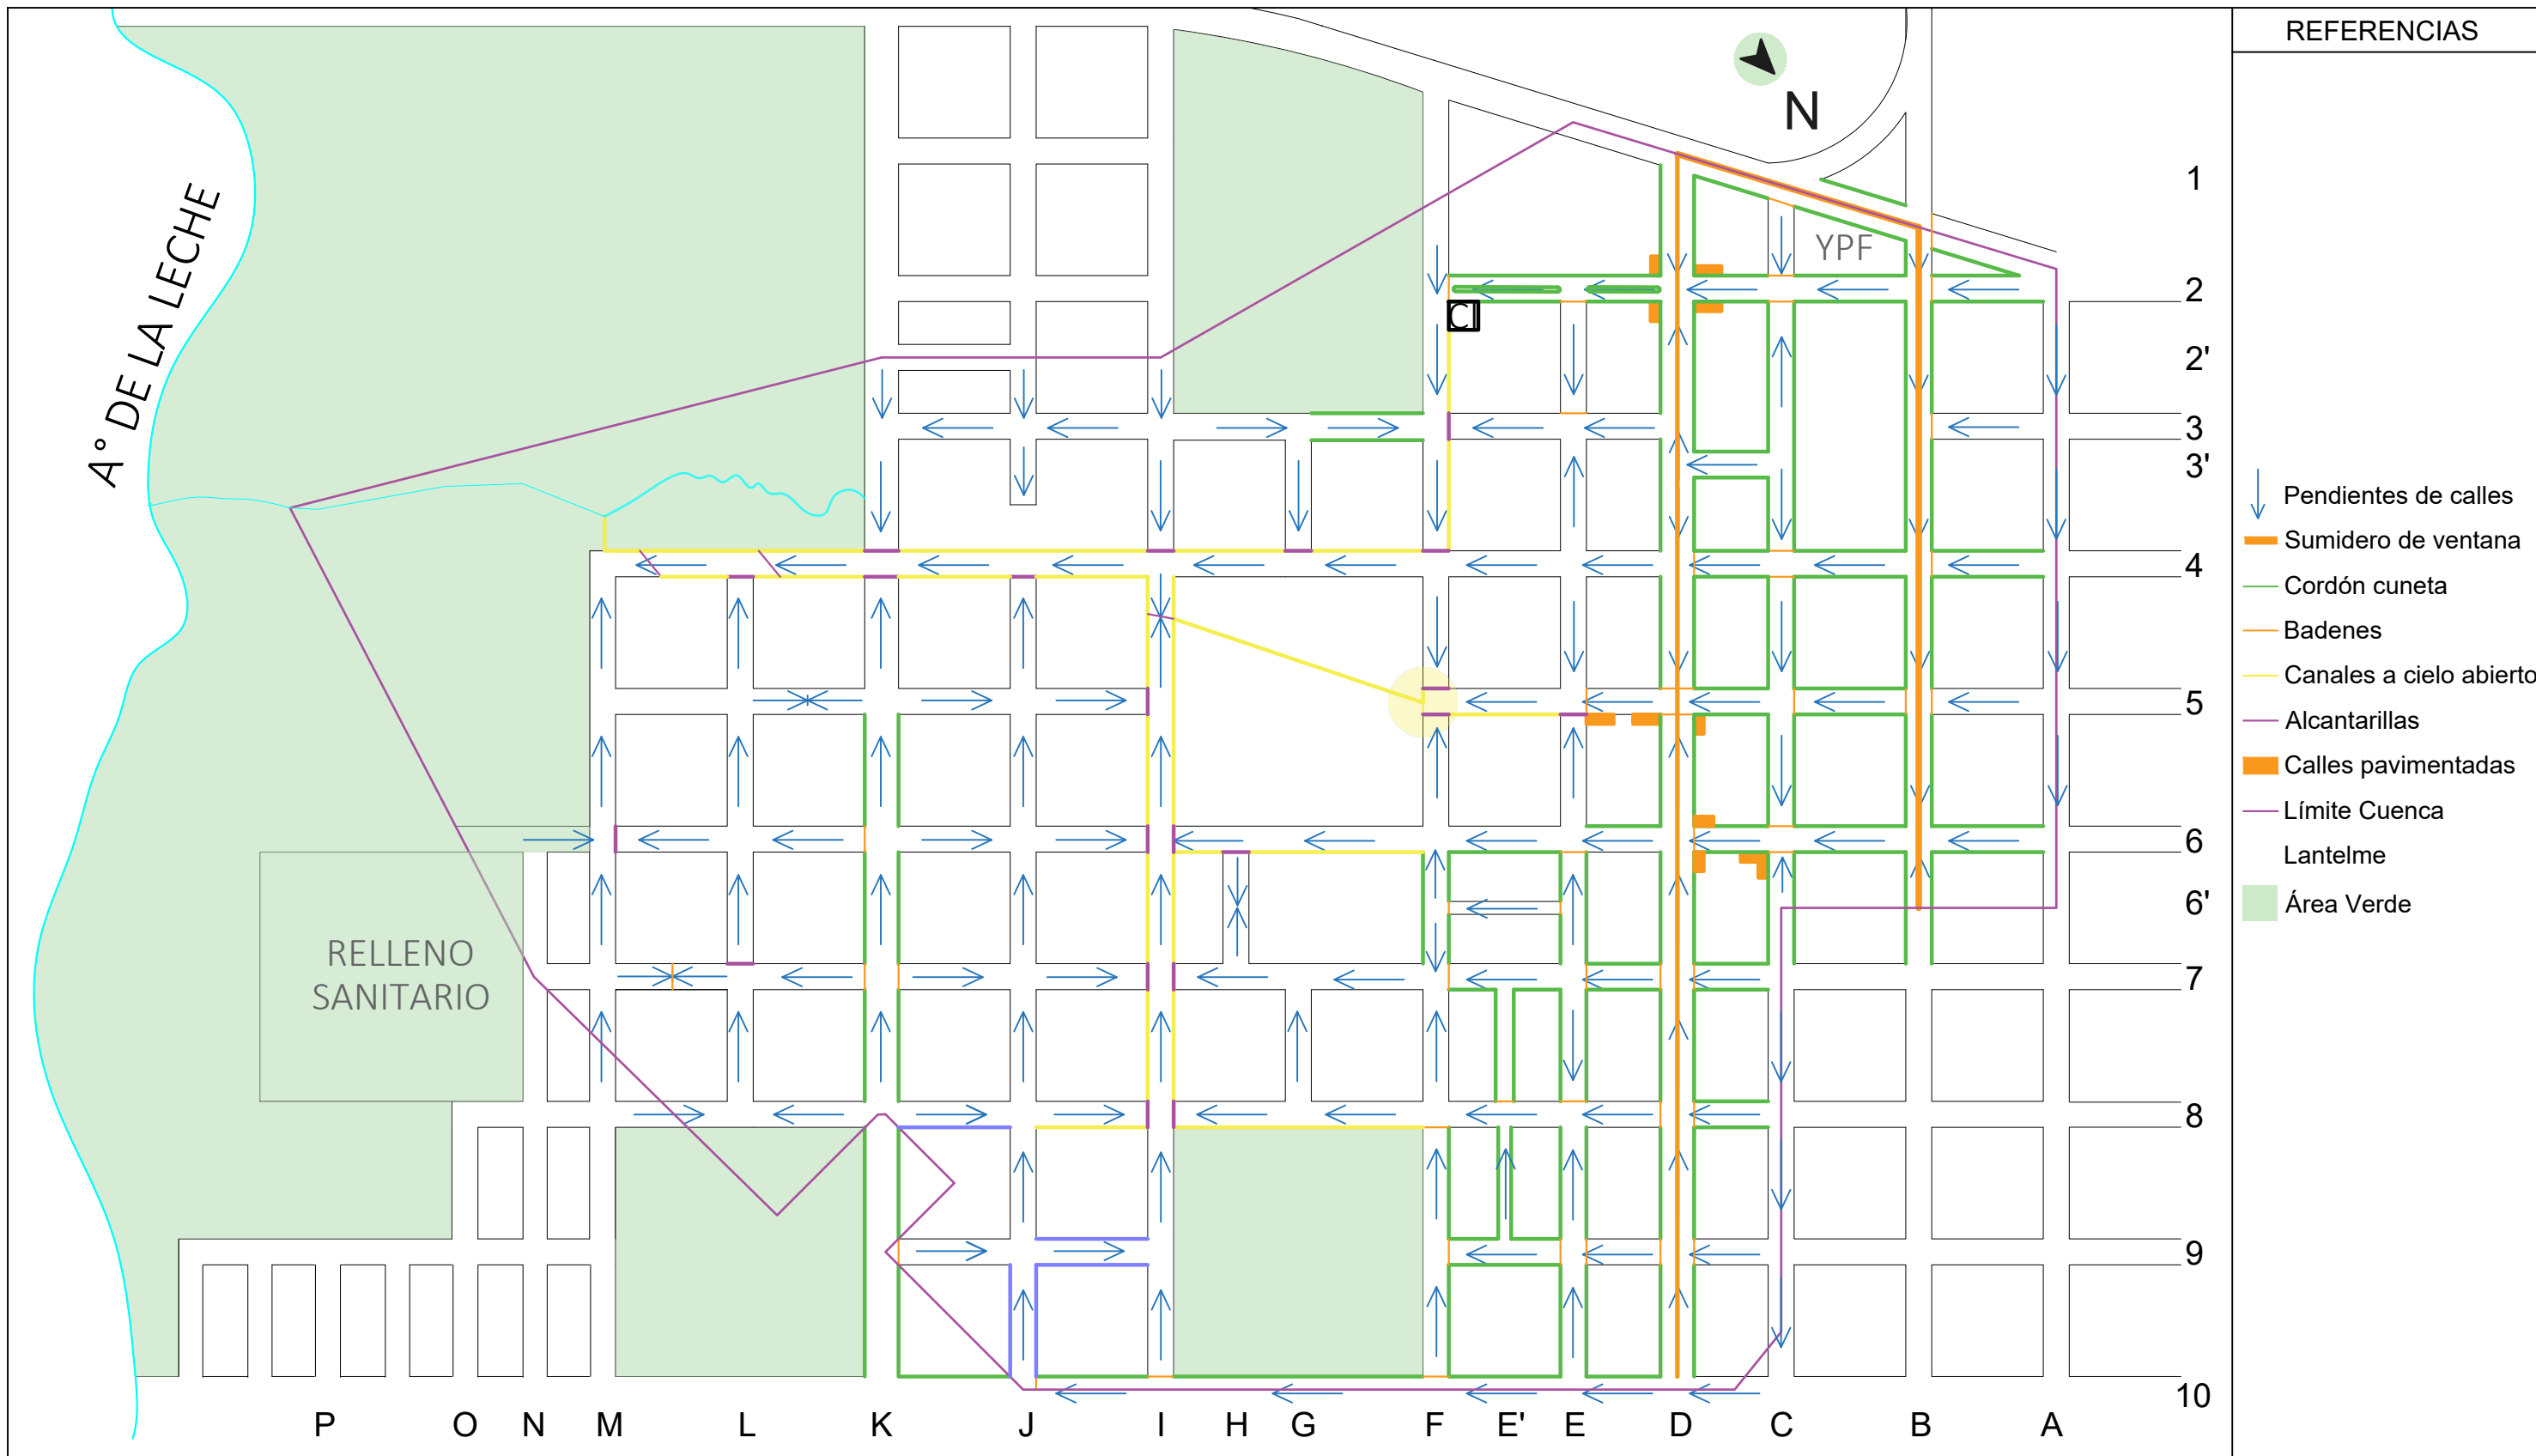 REFERENCIAS
N
1
YPF
2
CI
2'
A° DE LA LECHE
3
3'
4
5
6
6'
7
8
9
10
RELLENO
SANITARIO
P O N M L K J I H G F E' E D C B A
Pendientes de calles
Sumidero de ventana
Cordón cuneta
Badenes
Canales a cielo abierto
Alcantarillas
Calles pavimentadas
Límite Cuenca
Lantelme
Área Verde